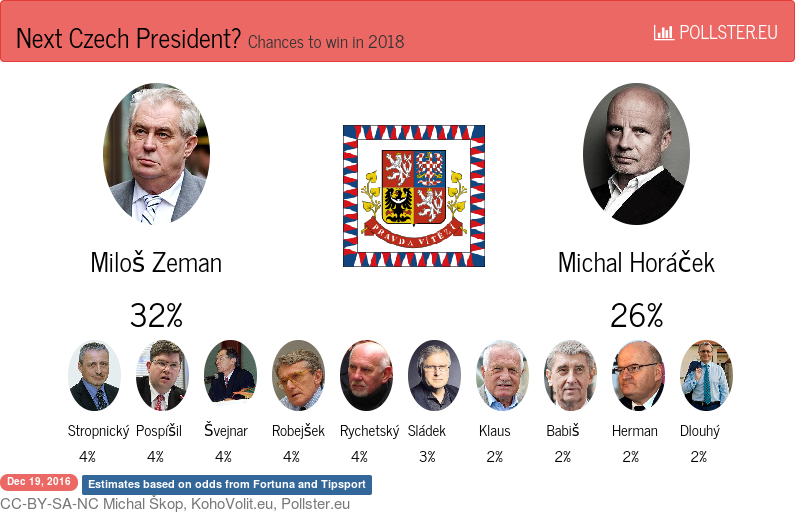 Next Czech President? Chances to win in 2018
POLLSTER.EU
PRAVDA VÍTĚZÍ
Miloš Zeman
Michal Horáček
32%
26%
Stropnický Pospíšil Švejnar Robejšek Rychetský Sládek Klaus Babiš Herman Dlouhý
4% 4% 4% 4% 4% 3% 2% 2% 2% 2%
Dec 19, 2016 Estimates based on odds from Fortuna and Tipsport
CC-BY-SA-NC Michal Škop, KohoVolit.eu, Pollster.eu